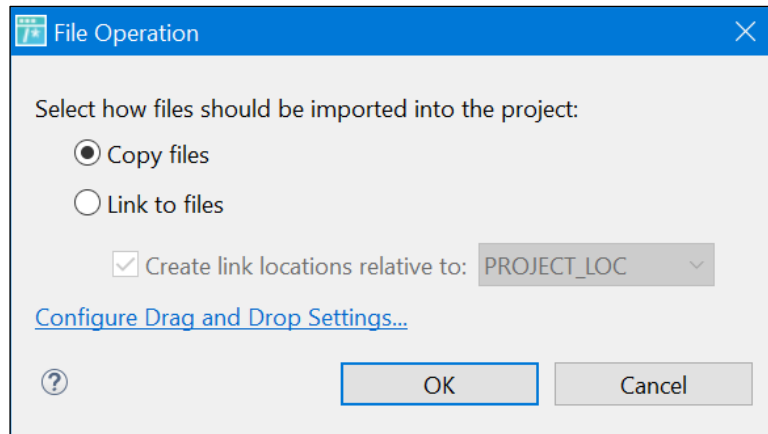 File Operation
Select how files should be imported into the project:
Copy files
Link to files
Create link locations relative to: PROJECT_LOC
Configure Drag and Drop Settings...
? OK Cancel